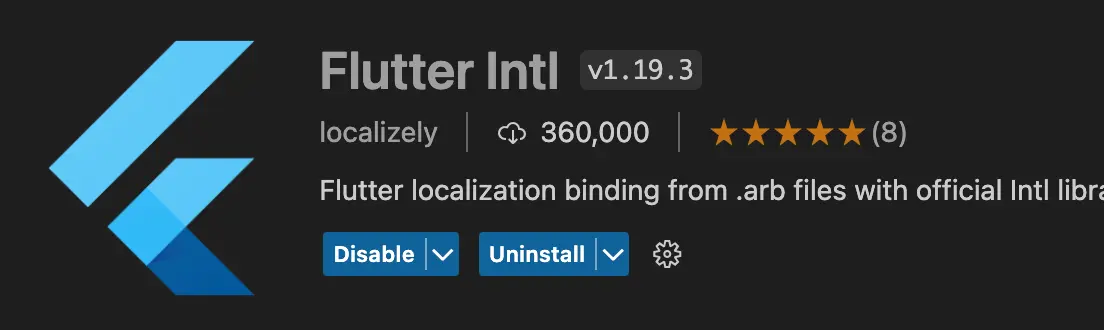 Flutter Intl v1.19.3
localizely 360,000 (8)
Flutter localization binding from .arb files with official Intl libra
Disable Uninstall